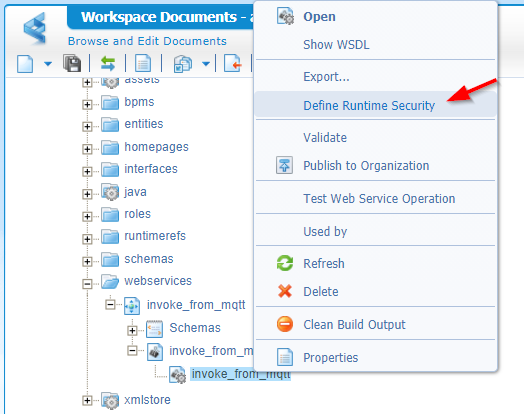 Workspace Documents - a
Browse and Edit Documents
assets
bpms
entities
homepages
interfaces
java
roles
runtimerefs
schemas
webservices
invoke_from_mqtt
Schemas
invoke_from_m
invoke_from_mqtt
xmlstore
Open
Show WSDL
Export...
Define Runtime Security
Validate
Publish to Organization
Test Web Service Operation
Used by
Refresh
Delete
Clean Build Output
Properties